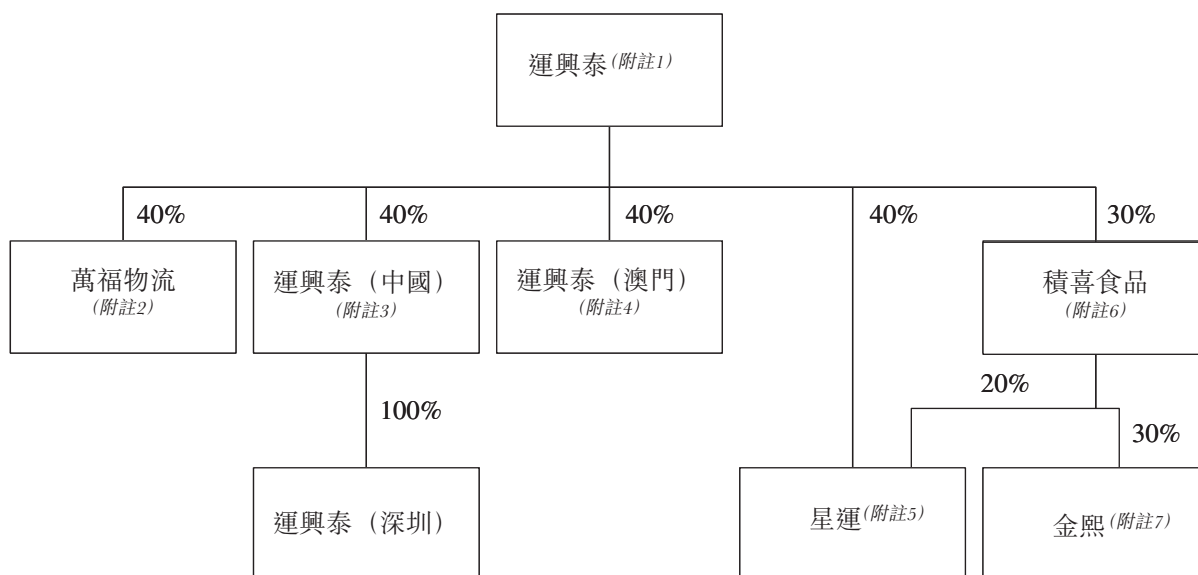 運興泰(附註1)
40%
40%
40%
40%
30%
萬福物流
(附註2)
運興泰（中國）
(附註3)
運興泰（澳門）
(附註4)
積喜食品
(附註6)
20%
100%
30%
運興泰（深圳）
星運(附註5)
金熙(附註7)